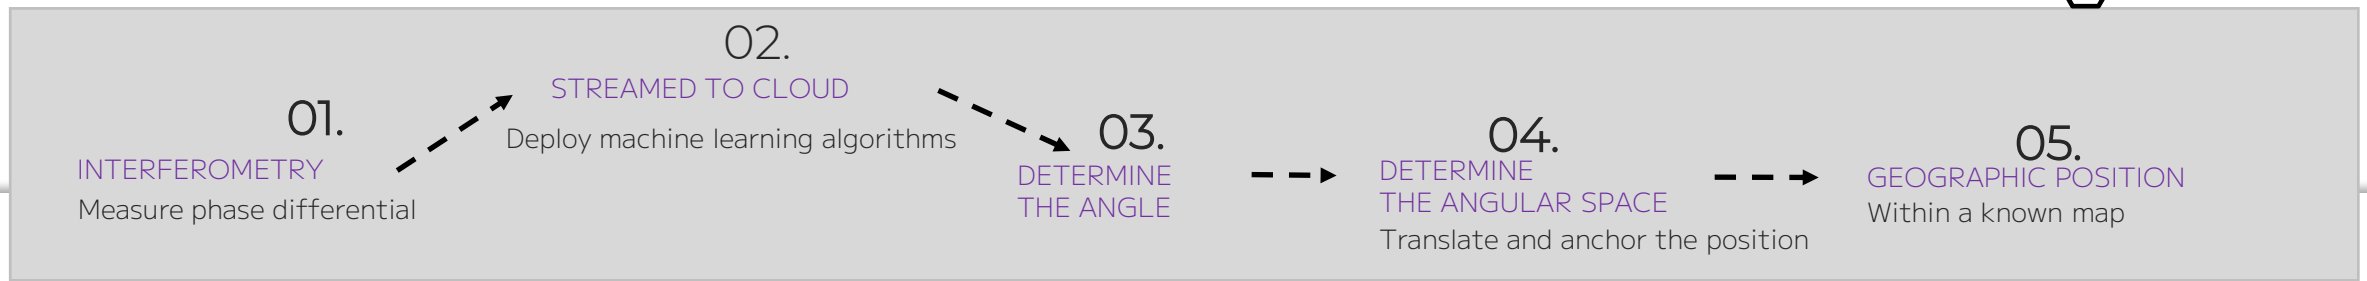 01.
INTERFEROMETRY
Measure phase differential
02.
STREAMED TO CLOUD
Deploy machine learning algorithms
03.
DETERMINE
THE ANGLE
04.
DETERMINE
THE ANGULAR SPACE
Translate and anchor the position
05.
GEOGRAPHIC POSITION
Within a known map